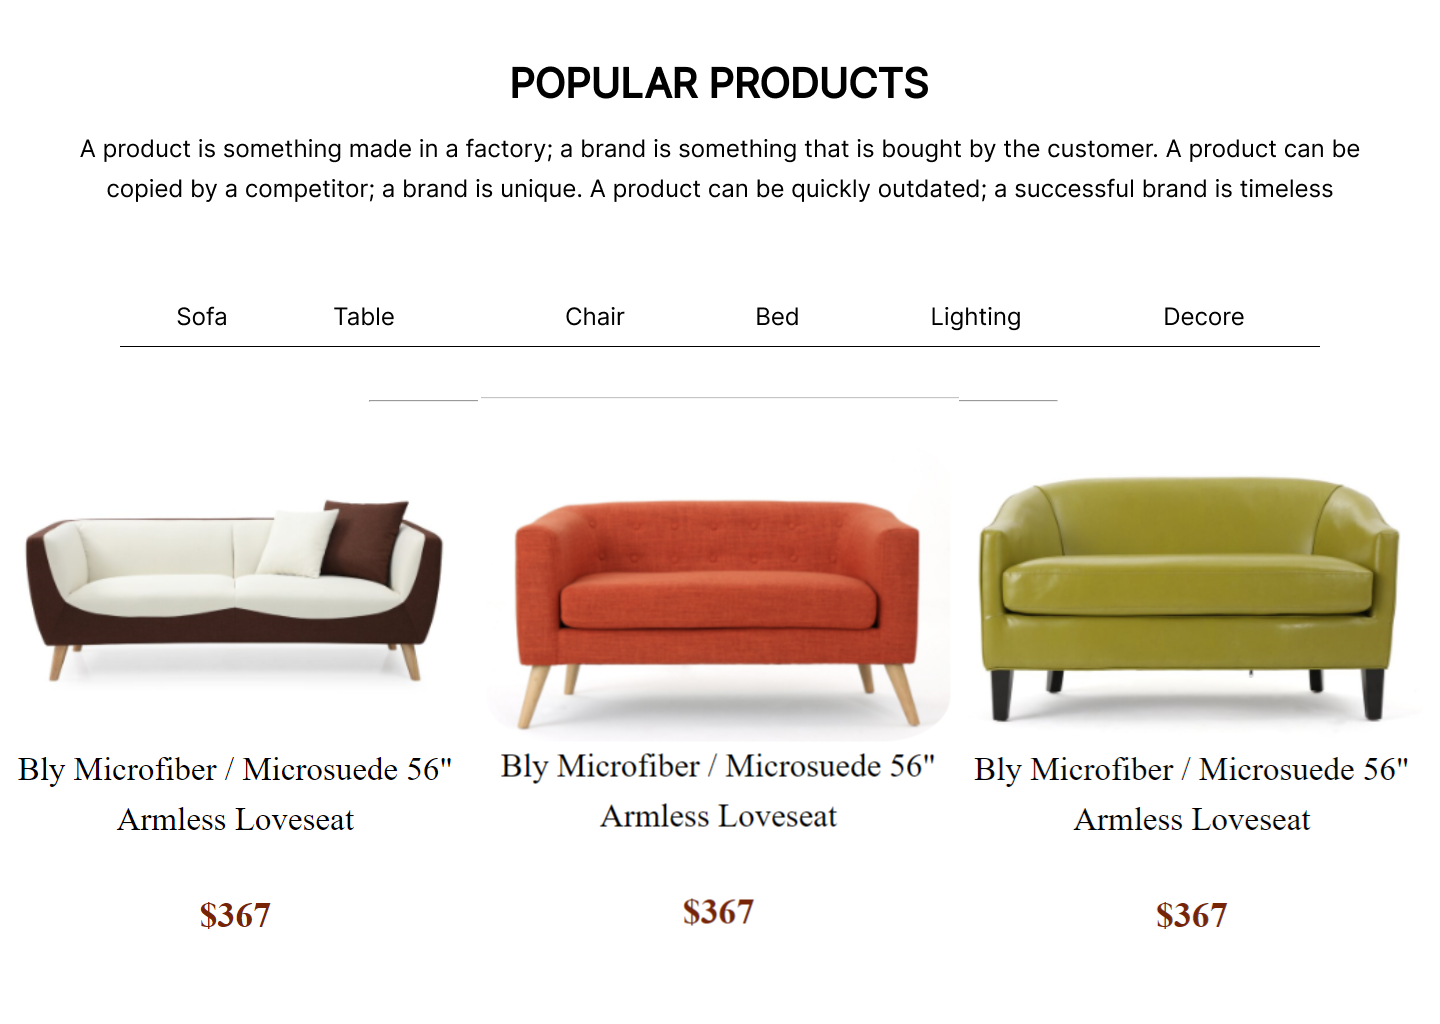 POPULAR PRODUCTS
A product is something made in a factory; a brand is something that is bought by the customer. A product can be
copied by a competitor; a brand is unique. A product can be quickly outdated; a successful brand is timeless
Sofa Table Chair Bed Lighting Decore
Bly Microfiber / Microsuede 56"
Armless Loveseat
$367
Bly Microfiber / Microsuede 56"
Armless Loveseat
$367
Bly Microfiber / Microsuede 56"
Armless Loveseat
$367